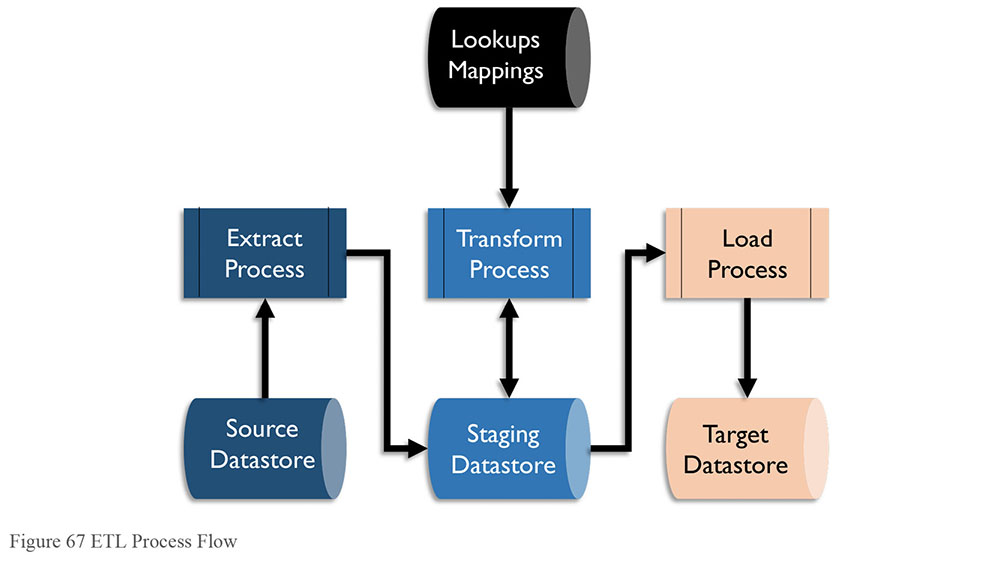 Lookups
Mappings
Extract
Process
Transform
Process
Load
Process
Source
Datastore
Staging
Datastore
Target
Datastore
Figure 67 ETL Process Flow